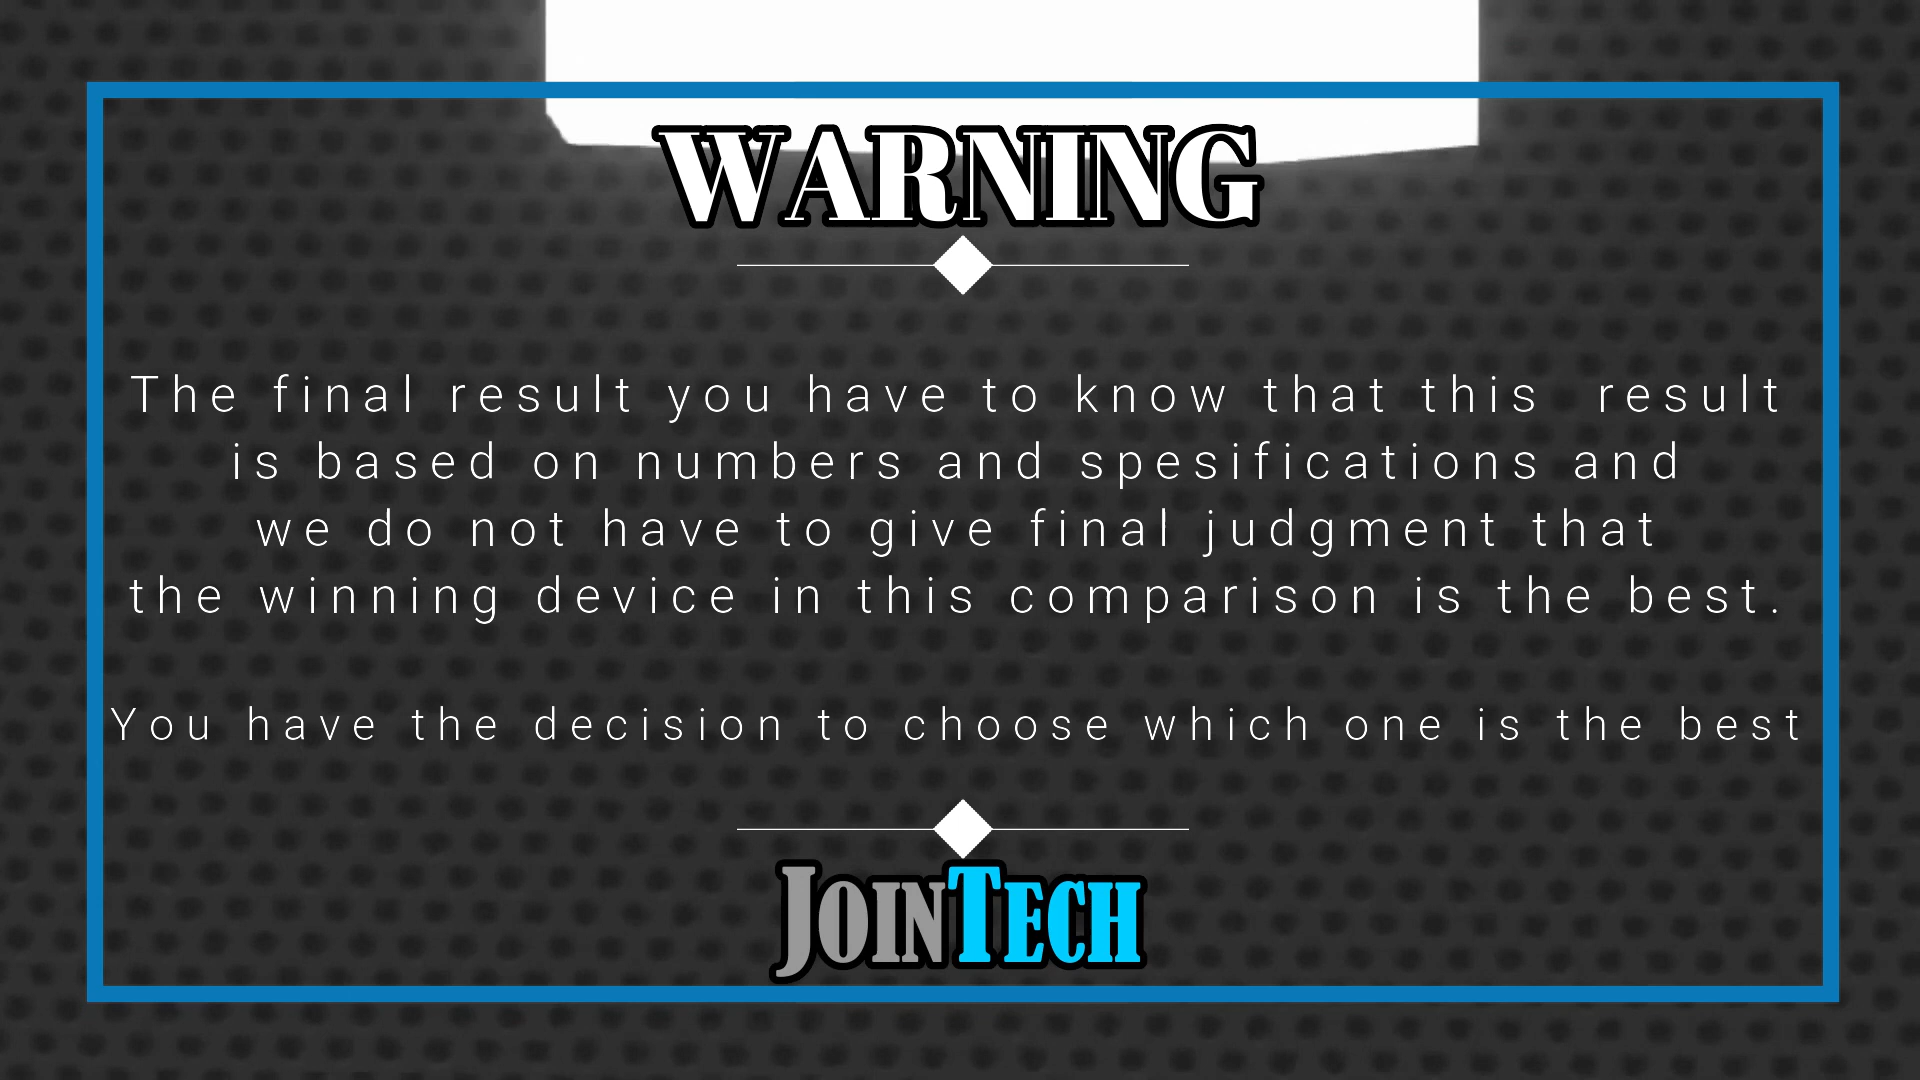 WARNING
The final result you have to know that this result
is based on numbers and spesifications and
we do not have to give final judgment that
the winning device in this comparison is the best.
You have the decision to choose which one is the best
JOINTECH